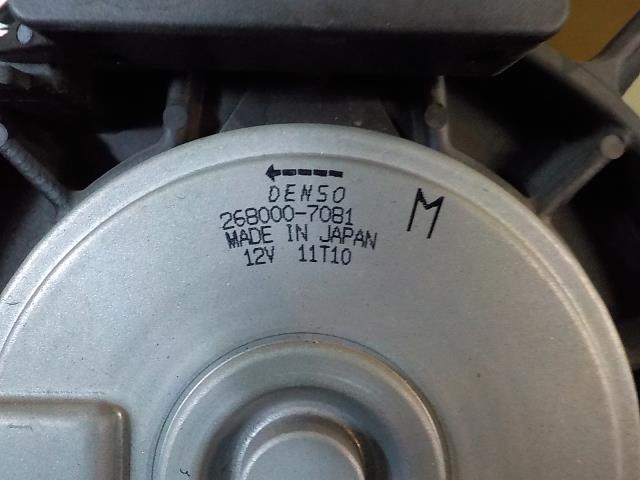 DENSO
268000-7081
M
MADE IN JAPAN
12V 11T10